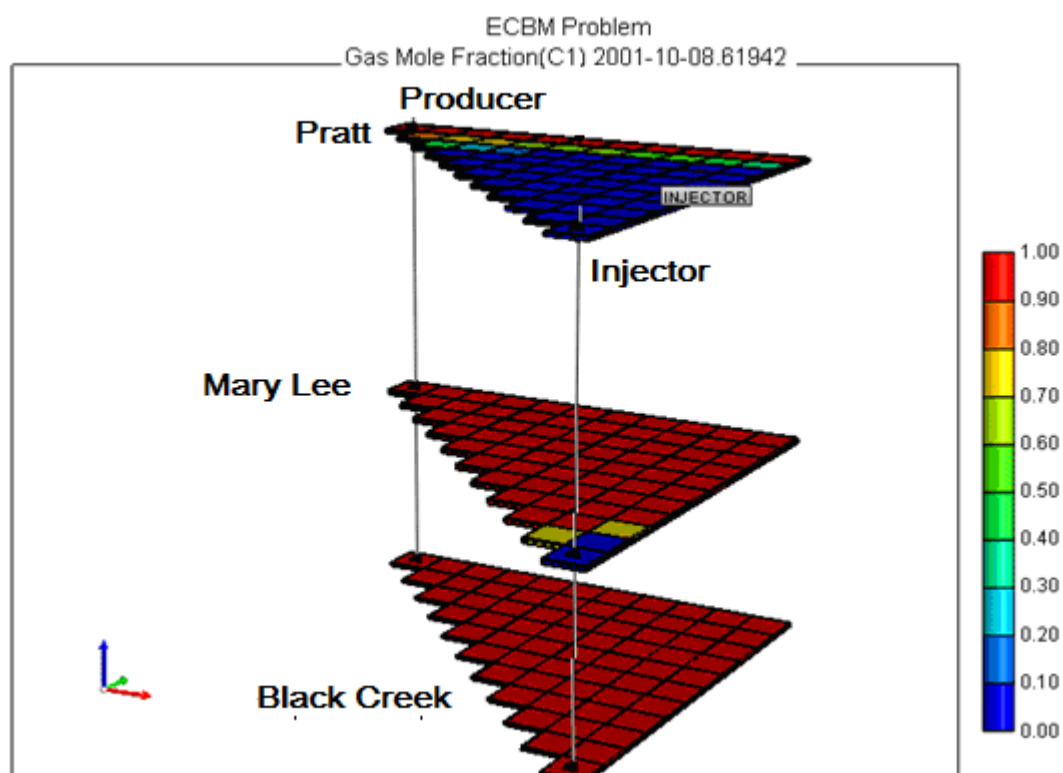 ECBM Problem
Gas Mole Fraction(C1) 2001-10-08.61942
Producer
Pratt
INJECTOR
Injector
1.00
0.90
0.80
0.70
0.60
0.50
0.40
0.30
0.20
0.10
0.00
Mary Lee
Black Creek